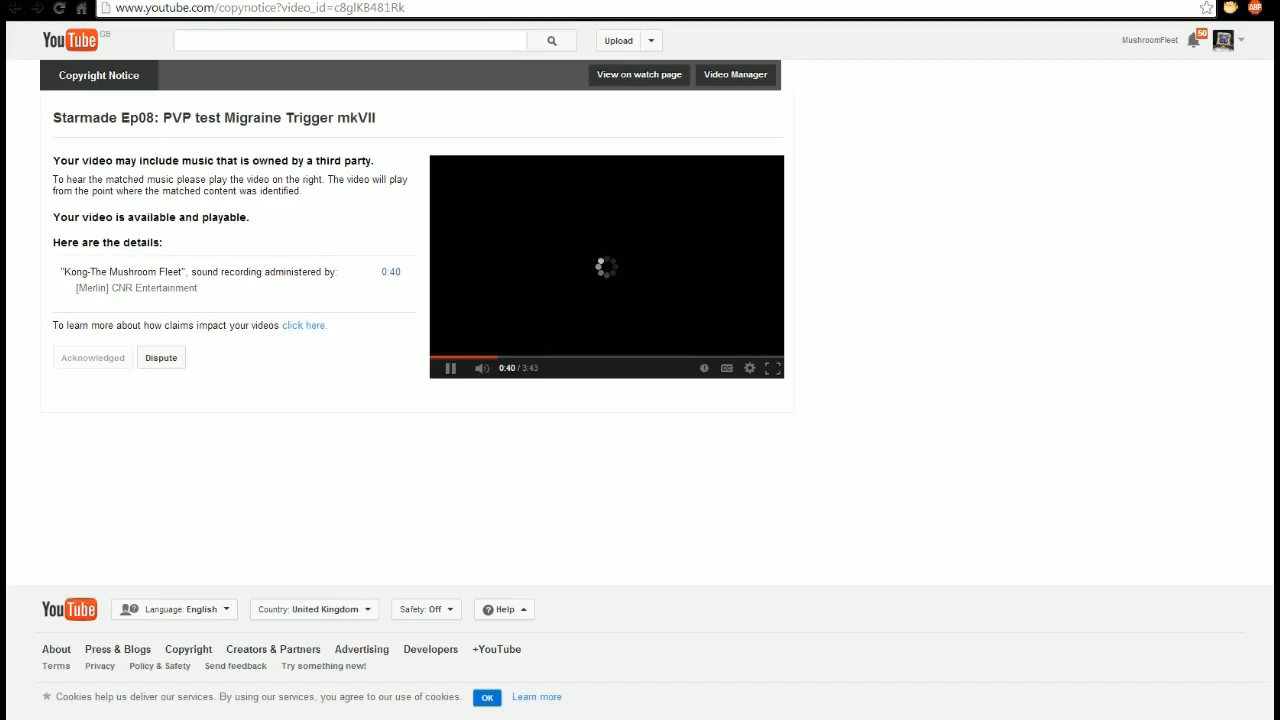 www.youtube.com/copynotice?video_id=c8glKB481Rk
ABP
YouTube GB
Upload
MushroomFleet
50
Copyright Notice
View on watch page
Video Manager
Starmade Ep08: PVP test Migraine Trigger mkVII
Your video may include music that is owned by a third party.
To hear the matched music please play the video on the right. The video will play
from the point where the matched content was identified.
Your video is available and playable.
Here are the details:
"Kong-The Mushroom Fleet", sound recording administered by: 0:40
[Merlin] CNR Entertainment
To learn more about how claims impact your videos click here.
Acknowledged
Dispute
0:40 / 3:43
CC
YouTube
Language: English
Country: United Kingdom
Safety: Off
Help
About Press & Blogs Copyright Creators & Partners Advertising Developers +YouTube
Terms Privacy Policy & Safety Send feedback Try something new!
Cookies help us deliver our services. By using our services, you agree to our use of cookies. OK Learn more